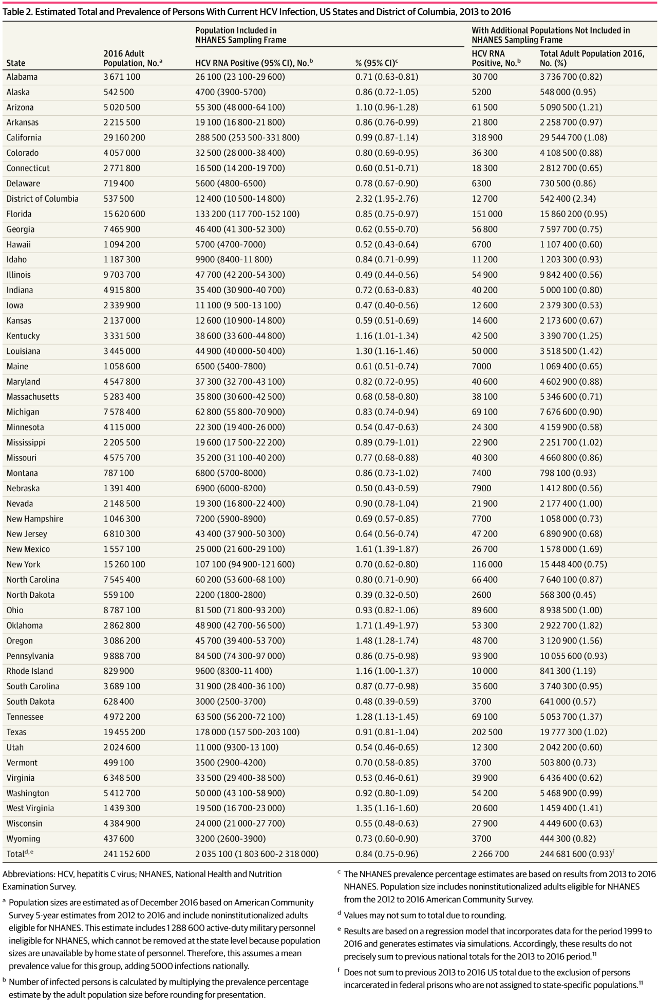 Table 2. Estimated Total and Prevalence of Persons With Current HCV Infection, US States and District of Columbia, 2013 to 2016
Population Included in
NHANES Sampling Frame
With Additional Populations Not Included in
NHANES Sampling Frame
State
2016 Adult
Population, No.a
HCV RNA Positive (95% CI), No.b
% (95% CI)c
HCV RNA
Positive, No.b
Total Adult Population 2016,
No. (%)
Alabama 3 671 100 26 100 (23 100-29 600) 0.71 (0.63-0.81) 30 700 3 736 700 (0.82)
Alaska 542 500 4700 (3900-5700) 0.86 (0.72-1.05) 5200 548 000 (0.95)
Arizona 5 020 500 55 300 (48 000-64 100) 1.10 (0.96-1.28) 61 500 5 090 500 (1.21)
Arkansas 2 215 500 19 100 (16 800-21 800) 0.86 (0.76-0.99) 21 800 2 258 700 (0.97)
California 29 160 200 288 500 (253 500-331 800) 0.99 (0.87-1.14) 318 900 29 544 700 (1.08)
Colorado 4 057 000 32 500 (28 000-38 400) 0.80 (0.69-0.95) 36 300 4 108 500 (0.88)
Connecticut 2 771 800 16 500 (14 200-19 700) 0.60 (0.51-0.71) 18 300 2 812 700 (0.65)
Delaware 719 400 5600 (4800-6500) 0.78 (0.67-0.90) 6300 730 500 (0.86)
District of Columbia 537 500 12 400 (10 500-14 800) 2.32 (1.95-2.76) 12 700 542 400 (2.34)
Florida 15 620 600 133 200 (117 700-152 100) 0.85 (0.75-0.97) 151 000 15 860 200 (0.95)
Georgia 7 465 900 46 400 (41 300-52 300) 0.62 (0.55-0.70) 56 800 7 597 700 (0.75)
Hawaii 1 094 200 5700 (4700-7000) 0.52 (0.43-0.64) 6700 1 107 400 (0.60)
Idaho 1 187 300 9900 (8400-11 800) 0.84 (0.71-0.99) 11 200 1 203 300 (0.93)
Illinois 9 703 700 47 700 (42 200-54 300) 0.49 (0.44-0.56) 54 900 9 842 400 (0.56)
Indiana 4 915 800 35 400 (30 900-40 700) 0.72 (0.63-0.83) 40 200 5 000 100 (0.80)
Iowa 2 339 900 11 100 (9 500-13 100) 0.47 (0.40-0.56) 12 600 2 379 300 (0.53)
Kansas 2 137 000 12 600 (10 900-14 800) 0.59 (0.51-0.69) 14 600 2 173 600 (0.67)
Kentucky 3 331 500 38 600 (33 600-44 800) 1.16 (1.01-1.34) 42 500 3 390 700 (1.25)
Louisiana 3 445 000 44 900 (40 000-50 400) 1.30 (1.16-1.46) 50 000 3 518 500 (1.42)
Maine 1 058 600 6500 (5400-7800) 0.61 (0.51-0.74) 7000 1 069 400 (0.65)
Maryland 4 547 800 37 300 (32 700-43 100) 0.82 (0.72-0.95) 40 600 4 602 900 (0.88)
Massachusetts 5 283 400 35 800 (30 600-42 500) 0.68 (0.58-0.80) 38 100 5 346 600 (0.71)
Michigan 7 578 400 62 800 (55 800-70 900) 0.83 (0.74-0.94) 69 100 7 676 600 (0.90)
Minnesota 4 115 000 22 300 (19 400-26 000) 0.54 (0.47-0.63) 24 300 4 159 900 (0.58)
Mississippi 2 205 500 19 600 (17 500-22 200) 0.89 (0.79-1.01) 22 900 2 251 700 (1.02)
Missouri 4 575 700 35 200 (31 100-40 200) 0.77 (0.68-0.88) 40 300 4 660 800 (0.86)
Montana 787 100 6800 (5700-8000) 0.86 (0.73-1.02) 7400 798 100 (0.93)
Nebraska 1 391 400 6900 (6000-8200) 0.50 (0.43-0.59) 7900 1 412 800 (0.56)
Nevada 2 148 500 19 300 (16 800-22 400) 0.90 (0.78-1.04) 21 900 2 177 400 (1.00)
New Hampshire 1 046 300 7200 (5900-8900) 0.69 (0.57-0.85) 7700 1 058 000 (0.73)
New Jersey 6 810 300 43 400 (37 900-50 300) 0.64 (0.56-0.74) 47 200 6 890 900 (0.68)
New Mexico 1 557 100 25 000 (21 600-29 100) 1.61 (1.39-1.87) 26 700 1 578 000 (1.69)
New York 15 260 100 107 100 (94 900-121 600) 0.70 (0.62-0.80) 116 000 15 448 400 (0.75)
North Carolina 7 545 400 60 200 (53 600-68 100) 0.80 (0.71-0.90) 66 400 7 640 100 (0.87)
North Dakota 559 100 2200 (1800-2800) 0.39 (0.32-0.50) 2600 568 300 (0.45)
Ohio 8 787 100 81 500 (71 800-93 200) 0.93 (0.82-1.06) 89 600 8 938 500 (1.00)
Oklahoma 2 862 800 48 900 (42 700-56 500) 1.71 (1.49-1.97) 53 300 2 922 700 (1.82)
Oregon 3 086 200 45 700 (39 400-53 700) 1.48 (1.28-1.74) 48 700 3 120 900 (1.56)
Pennsylvania 9 888 700 84 500 (74 300-97 000) 0.86 (0.75-0.98) 93 900 10 055 600 (0.93)
Rhode Island 829 900 9600 (8300-11 400) 1.16 (1.00-1.37) 10 000 841 300 (1.19)
South Carolina 3 689 100 31 900 (28 400-36 100) 0.87 (0.77-0.98) 35 600 3 740 300 (0.95)
South Dakota 628 400 3000 (2500-3700) 0.48 (0.39-0.59) 3700 641 000 (0.57)
Tennessee 4 972 200 63 500 (56 200-72 100) 1.28 (1.13-1.45) 69 100 5 053 700 (1.37)
Texas 19 455 200 178 000 (157 500-203 100) 0.91 (0.81-1.04) 202 500 19 777 300 (1.02)
Utah 2 024 600 11 000 (9300-13 100) 0.54 (0.46-0.65) 12 300 2 042 200 (0.60)
Vermont 499 100 3500 (2900-4200) 0.70 (0.58-0.85) 3700 503 800 (0.73)
Virginia 6 348 500 33 500 (29 400-38 500) 0.53 (0.46-0.61) 39 900 6 436 400 (0.62)
Washington 5 412 700 50 000 (43 100-58 900) 0.92 (0.80-1.09) 54 200 5 468 900 (0.99)
West Virginia 1 439 300 19 500 (16 700-23 000) 1.35 (1.16-1.60) 20 600 1 459 400 (1.41)
Wisconsin 4 384 900 24 000 (21 000-27 700) 0.55 (0.48-0.63) 27 900 4 449 600 (0.63)
Wyoming 437 600 3200 (2600-3900) 0.73 (0.60-0.90) 3700 444 300 (0.82)
Totald,e 241 152 600 2 035 100 (1 803 600-2 318 000) 0.84 (0.75-0.96) 2 266 700 244 681 600 (0.93)f
Abbreviations: HCV, hepatitis C virus; NHANES, National Health and Nutrition
Examination Survey.
a Population sizes are estimated as of December 2016 based on American Community
Survey 5-year estimates from 2012 to 2016 and include noninstitutionalized adults
eligible for NHANES. This estimate includes 1 288 600 active-duty military personnel
ineligible for NHANES, which cannot be removed at the state level because population
sizes are unavailable by home state of personnel. Therefore, this assumes a mean
prevalence value for this group, adding 5000 infections nationally.
b Number of infected persons is calculated by multiplying the prevalence percentage
estimate by the adult population size before rounding for presentation.
c The NHANES prevalence percentage estimates are based on results from 2013 to 2016
NHANES. Population size includes noninstitutionalized adults eligible for NHANES
from the 2012 to 2016 American Community Survey.
d Values may not sum to total due to rounding.
e Results are based on a regression model that incorporates data for the period 1999 to
2016 and generates estimates via simulations. Accordingly, these results do not
precisely sum to previous national totals for the 2013 to 2016 period.11
f Does not sum to previous 2013 to 2016 US total due to the exclusion of persons
incarcerated in federal prisons who are not assigned to state-specific populations.11